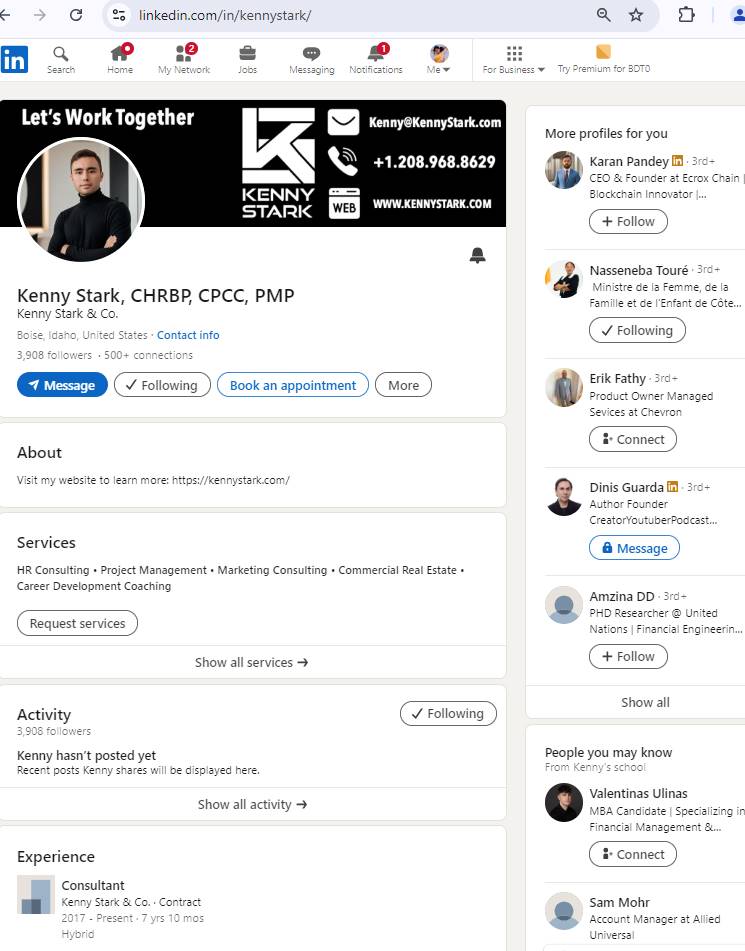 linkedin.com/in/kennystark/
in
Search
Home
2
My Network
Jobs
Messaging
1
Notifications
Me
For Business
Try Premium for BDT0
Let's Work Together
KENNY
STARK
Kenny@KennyStark.com
+1.208.968.8629
WEB
WWW.KENNYSTARK.COM
Kenny Stark, CHRBP, CPCC, PMP
Kenny Stark & Co.
Boise, Idaho, United States · Contact info
3,908 followers · 500+ connections
Message
Following
Book an appointment
More
About
Visit my website to learn more: https://kennystark.com/
Services
HR Consulting • Project Management • Marketing Consulting • Commercial Real Estate •
Career Development Coaching
Request services
Show all services →
Activity
3,908 followers
Following
Kenny hasn't posted yet
Recent posts Kenny shares will be displayed here.
Show all activity →
Experience
Consultant
Kenny Stark & Co. · Contract
2017 - Present · 7 yrs 10 mos
Hybrid
More profiles for you
Karan Pandey in · 3rd+
CEO & Founder at Ecrox Chain |
Blockchain Innovator |...
+ Follow
Nasseneba Touré · 3rd+
Ministre de la Femme, de la
Famille et de l'Enfant de Côte...
Following
Erik Fathy · 3rd+
Product Owner Managed
Sevices at Chevron
Connect
Dinis Guarda in · 3rd+
Author Founder
CreatorYoutuberPodcast...
Message
Amzina DD · 3rd+
PHD Researcher @ United
Nations | Financial Engineerin...
+ Follow
Show all
People you may know
From Kenny's school
Valentinas Ulinas
MBA Candidate | Specializing in
Financial Management &...
Connect
Sam Mohr
Account Manager at Allied
Universal